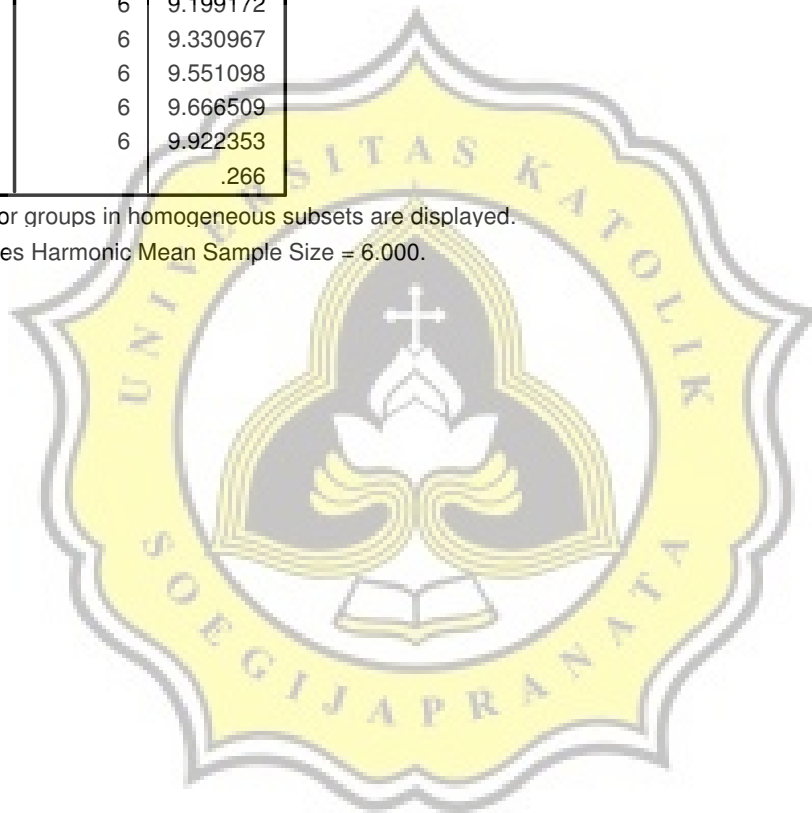 6 9.199172
6 9.330967
6 9.551098
6 9.666509
6 9.922353
.266
or groups in homogeneous subsets are displayed.
es Harmonic Mean Sample Size = 6.000.
UNIVERSITAS KATOLIK
SOEGIJAPRANATA